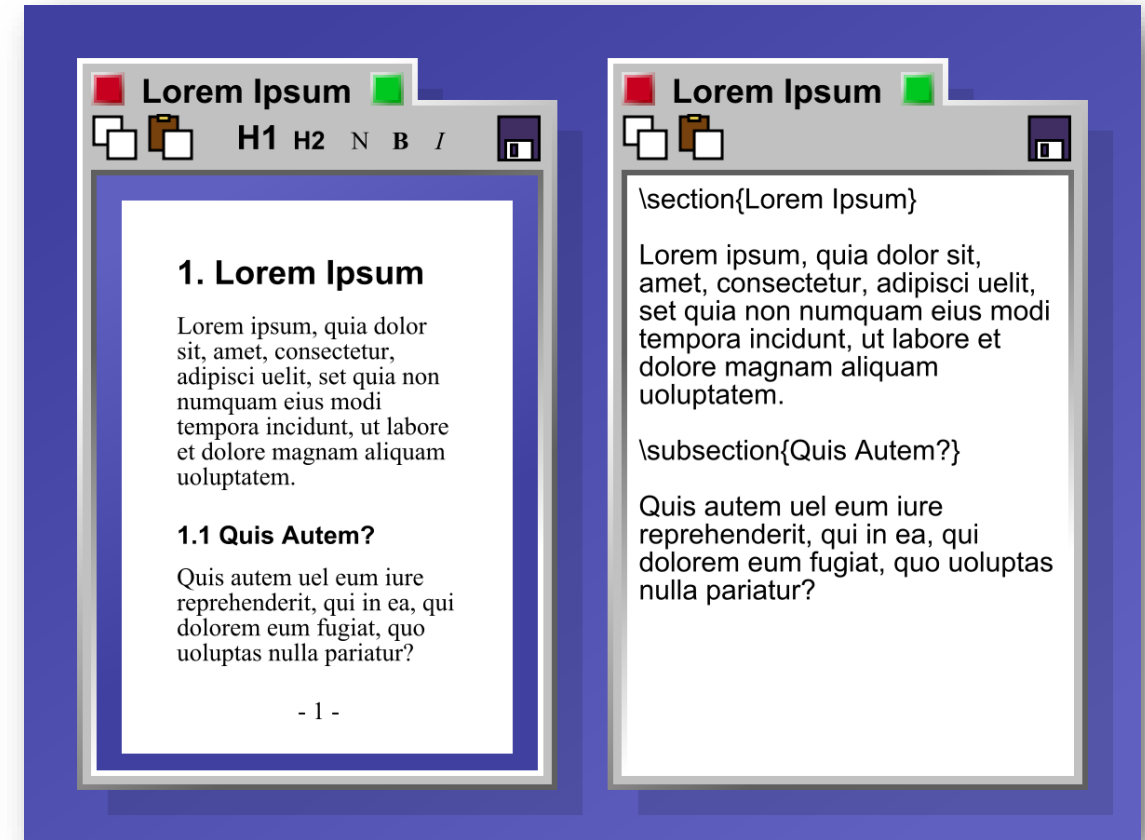 Lorem Ipsum
H1 H2 N B I
1. Lorem Ipsum
Lorem ipsum, quia dolor
sit, amet, consectetur,
adipisci uelit, set quia non
numquam eius modi
tempora incidunt, ut labore
et dolore magnam aliquam
uoluptatem.
1.1 Quis Autem?
Quis autem uel eum iure
reprehenderit, qui in ea, qui
dolorem eum fugiat, quo
uoluptas nulla pariatur?
- 1 -
Lorem Ipsum
\section{Lorem Ipsum}
Lorem ipsum, quia dolor sit,
amet, consectetur, adipisci uelit,
set quia non numquam eius modi
tempora incidunt, ut labore et
dolore magnam aliquam
uoluptatem.
\subsection{Quis Autem?}
Quis autem uel eum iure
reprehenderit, qui in ea, qui
dolorem eum fugiat, quo uoluptas
nulla pariatur?